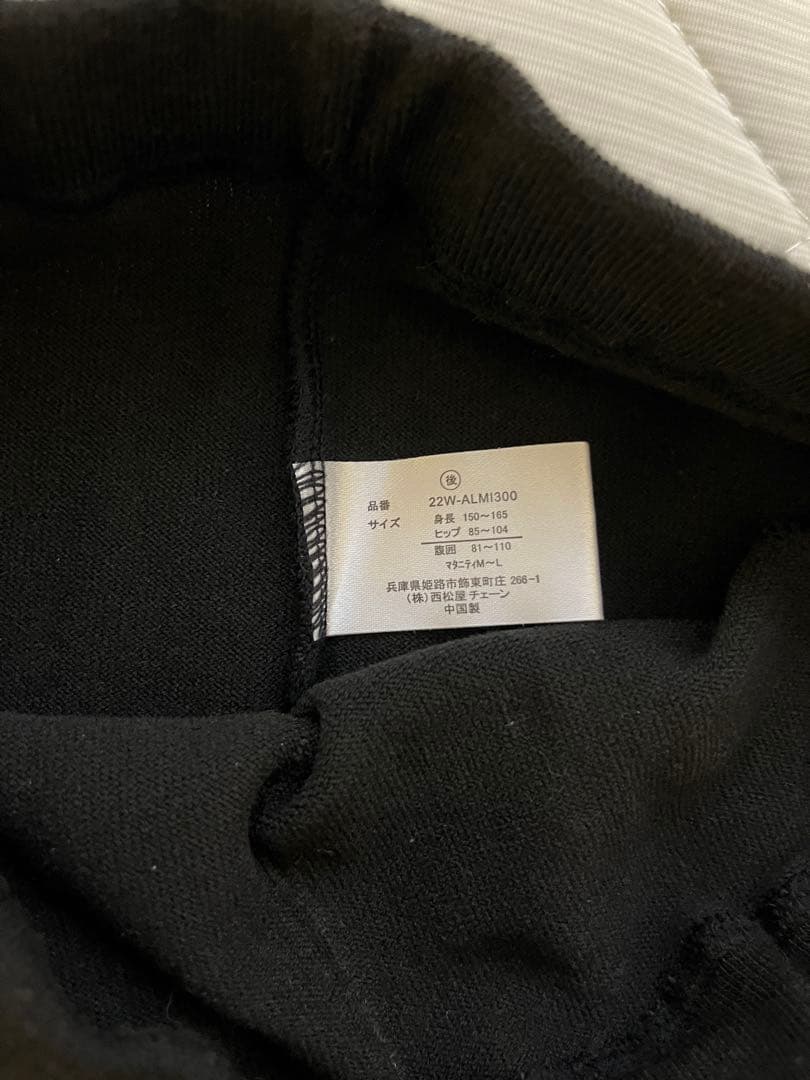 後
品番 22W-ALMI300
サイズ 身長 150～165
ヒップ 85～104
腹囲 81～110
マタニティM～L
兵庫県姫路市飾東町庄 266-1
(株)西松屋チェーン
中国製